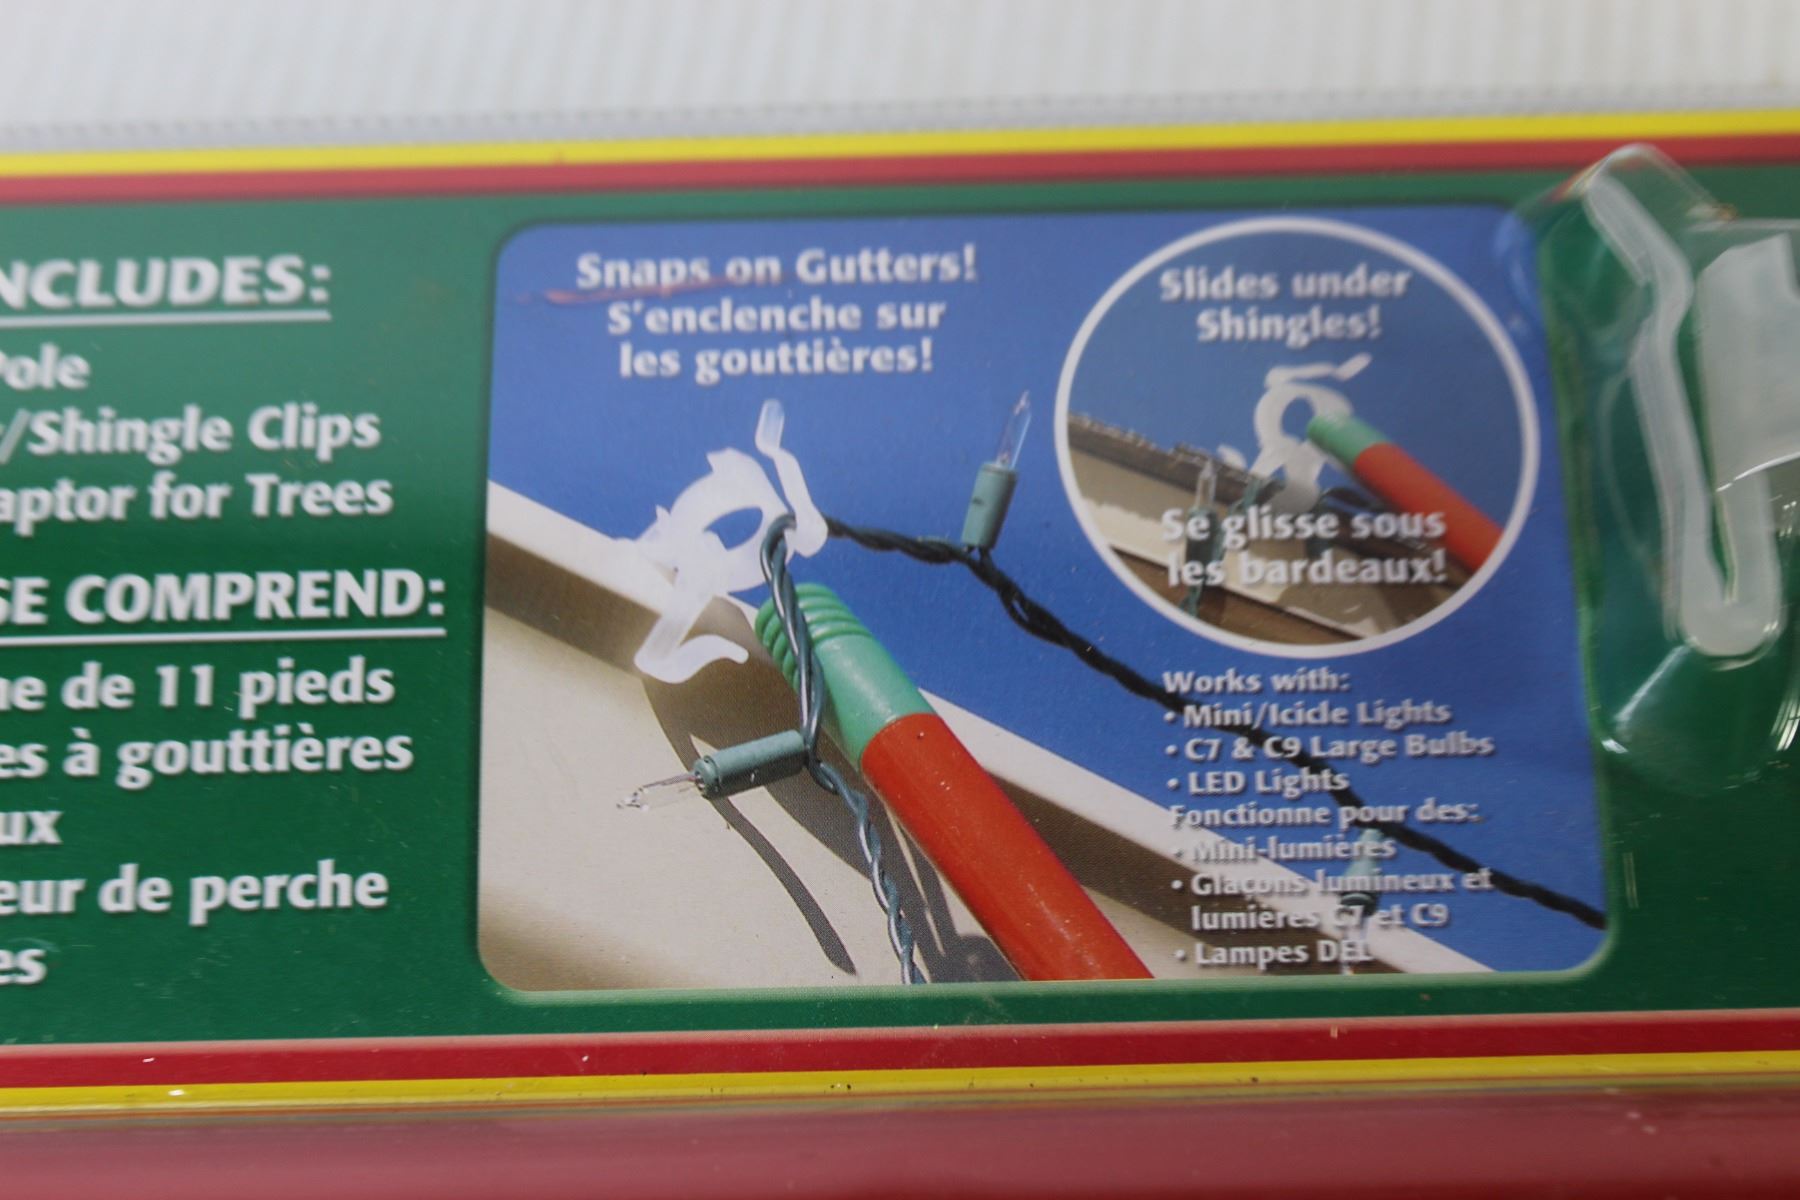 NCLUDES:
Pole
r/Shingle Clips
aptor for Trees
SE COMPREND:
ne de 11 pieds
es à gouttières
ux
eur de perche
es
Snaps on Gutters!
S'enclenche sur
les gouttières!
Slides under
Shingles!
Se glisse sous
les bardeaux!
Works with:
• Mini/Icicle Lights
• C7 & C9 Large Bulbs
• LED Lights
Fonctionne pour des:
• Mini-lumières
• Glaçons lumineux et
lumières C7 et C9
• Lampes DEL